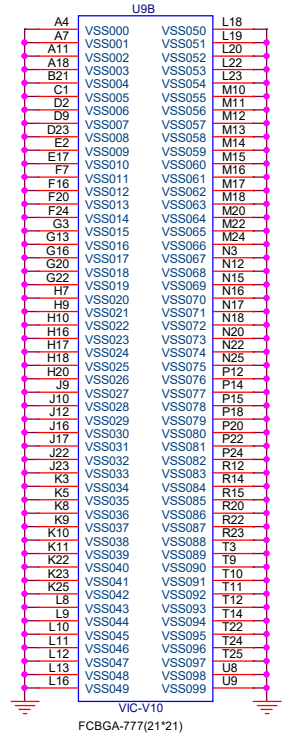 U9B
A4 VSS000 VSS050 L18
A7 VSS001 VSS051 L19
A11 VSS002 VSS052 L20
A18 VSS003 VSS053 L22
B21 VSS004 VSS054 L23
C1 VSS005 VSS055 M10
D2 VSS006 VSS056 M11
D9 VSS007 VSS057 M12
D23 VSS008 VSS058 M13
E2 VSS009 VSS059 M14
E17 VSS010 VSS060 M15
F7 VSS011 VSS061 M16
F16 VSS012 VSS062 M17
F20 VSS013 VSS063 M18
F24 VSS014 VSS064 M20
G3 VSS015 VSS065 M22
G13 VSS016 VSS066 M24
G16 VSS017 VSS067 N3
G20 VSS018 VSS068 N12
G22 VSS019 VSS069 N15
H7 VSS020 VSS070 N16
H9 VSS021 VSS071 N17
H10 VSS022 VSS072 N18
H16 VSS023 VSS073 N20
H17 VSS024 VSS074 N22
H18 VSS025 VSS075 N25
H20 VSS026 VSS076 P12
J9 VSS027 VSS077 P14
J10 VSS028 VSS078 P15
J12 VSS029 VSS079 P18
J16 VSS030 VSS080 P20
J17 VSS031 VSS081 P22
J22 VSS032 VSS082 P24
J23 VSS033 VSS083 R12
K3 VSS034 VSS084 R14
K5 VSS035 VSS085 R15
K8 VSS036 VSS086 R20
K9 VSS037 VSS087 R22
K10 VSS038 VSS088 R23
K11 VSS039 VSS089 T3
K22 VSS040 VSS090 T9
K23 VSS041 VSS091 T10
K25 VSS042 VSS092 T11
L8 VSS043 VSS093 T12
L9 VSS044 VSS094 T14
L10 VSS045 VSS095 T22
L11 VSS046 VSS096 T24
L12 VSS047 VSS097 T25
L13 VSS048 VSS098 U8
L16 VSS049 VSS099 U9
VIC-V10
FCBGA-777(21*21)